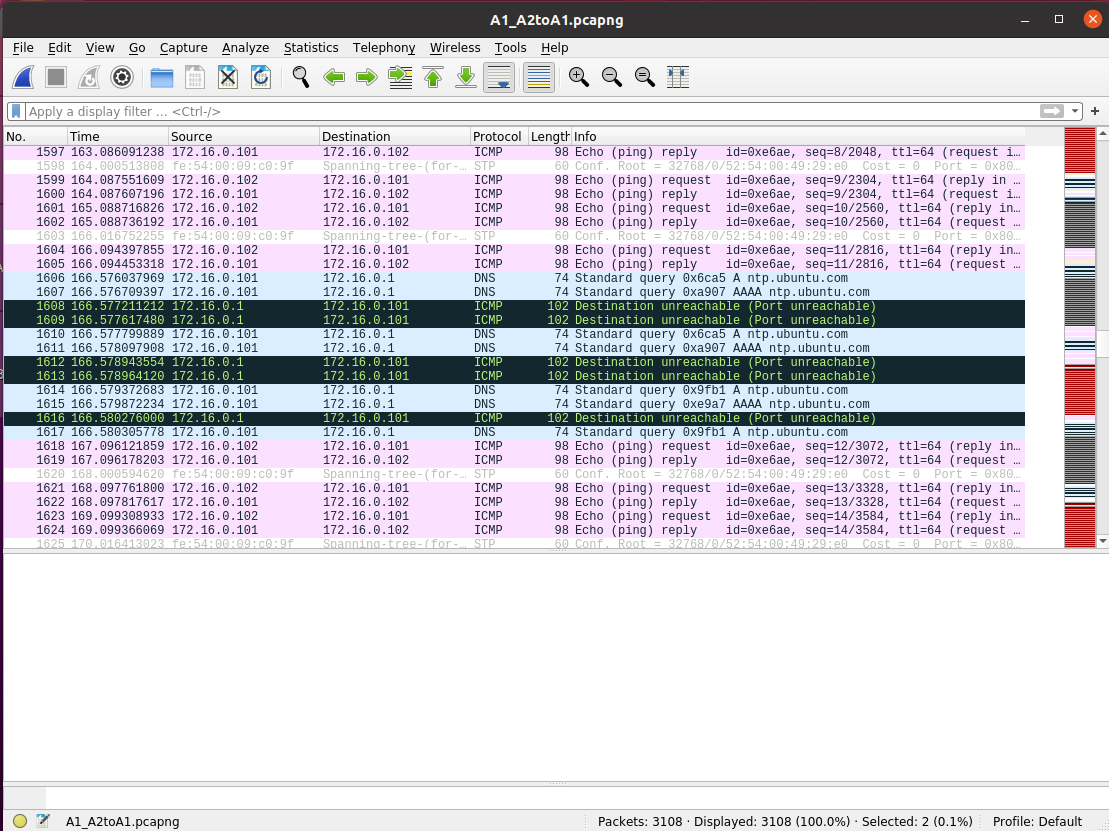 A1_A2toA1.pcapng
File Edit View Go Capture Analyze Statistics Telephony Wireless Tools Help
Apply a display filter … <Ctrl-/>
No. Time Source Destination Protocol Length Info
1597 163.086091238 172.16.0.101 172.16.0.102 ICMP 98 Echo (ping) reply id=0xe6ae, seq=8/2048, ttl=64 (request i…
1598 164.000513808 fe:54:00:09:c0:9f Spanning-tree-(for-… STP 60 Conf. Root = 32768/0/52:54:00:49:29:e0 Cost = 0 Port = 0x80…
1599 164.087551609 172.16.0.102 172.16.0.101 ICMP 98 Echo (ping) request id=0xe6ae, seq=9/2304, ttl=64 (reply in …
1600 164.087607196 172.16.0.101 172.16.0.102 ICMP 98 Echo (ping) reply id=0xe6ae, seq=9/2304, ttl=64 (request i…
1601 165.088716826 172.16.0.102 172.16.0.101 ICMP 98 Echo (ping) request id=0xe6ae, seq=10/2560, ttl=64 (reply in…
1602 165.088736192 172.16.0.101 172.16.0.102 ICMP 98 Echo (ping) reply id=0xe6ae, seq=10/2560, ttl=64 (request …
1603 166.016752255 fe:54:00:09:c0:9f Spanning-tree-(for-… STP 60 Conf. Root = 32768/0/52:54:00:49:29:e0 Cost = 0 Port = 0x80…
1604 166.094397855 172.16.0.102 172.16.0.101 ICMP 98 Echo (ping) request id=0xe6ae, seq=11/2816, ttl=64 (reply in…
1605 166.094453318 172.16.0.101 172.16.0.102 ICMP 98 Echo (ping) reply id=0xe6ae, seq=11/2816, ttl=64 (request …
1606 166.576037969 172.16.0.101 172.16.0.1 DNS 74 Standard query 0x6ca5 A ntp.ubuntu.com
1607 166.576709397 172.16.0.101 172.16.0.1 DNS 74 Standard query 0xa907 AAAA ntp.ubuntu.com
1608 166.577211212 172.16.0.1 172.16.0.101 ICMP 102 Destination unreachable (Port unreachable)
1609 166.577617480 172.16.0.1 172.16.0.101 ICMP 102 Destination unreachable (Port unreachable)
1610 166.577799889 172.16.0.101 172.16.0.1 DNS 74 Standard query 0x6ca5 A ntp.ubuntu.com
1611 166.578097908 172.16.0.101 172.16.0.1 DNS 74 Standard query 0xa907 AAAA ntp.ubuntu.com
1612 166.578943554 172.16.0.1 172.16.0.101 ICMP 102 Destination unreachable (Port unreachable)
1613 166.578964120 172.16.0.1 172.16.0.101 ICMP 102 Destination unreachable (Port unreachable)
1614 166.579372683 172.16.0.101 172.16.0.1 DNS 74 Standard query 0x9fb1 A ntp.ubuntu.com
1615 166.579872234 172.16.0.101 172.16.0.1 DNS 74 Standard query 0xe9a7 AAAA ntp.ubuntu.com
1616 166.580276000 172.16.0.1 172.16.0.101 ICMP 102 Destination unreachable (Port unreachable)
1617 166.580305778 172.16.0.101 172.16.0.1 DNS 74 Standard query 0x9fb1 A ntp.ubuntu.com
1618 167.096121859 172.16.0.102 172.16.0.101 ICMP 98 Echo (ping) request id=0xe6ae, seq=12/3072, ttl=64 (reply in…
1619 167.096178203 172.16.0.101 172.16.0.102 ICMP 98 Echo (ping) reply id=0xe6ae, seq=12/3072, ttl=64 (request …
1620 168.000594620 fe:54:00:09:c0:9f Spanning-tree-(for-… STP 60 Conf. Root = 32768/0/52:54:00:49:29:e0 Cost = 0 Port = 0x80…
1621 168.097761800 172.16.0.102 172.16.0.101 ICMP 98 Echo (ping) request id=0xe6ae, seq=13/3328, ttl=64 (reply in…
1622 168.097817617 172.16.0.101 172.16.0.102 ICMP 98 Echo (ping) reply id=0xe6ae, seq=13/3328, ttl=64 (request …
1623 169.099308933 172.16.0.102 172.16.0.101 ICMP 98 Echo (ping) request id=0xe6ae, seq=14/3584, ttl=64 (reply in…
1624 169.099366069 172.16.0.101 172.16.0.102 ICMP 98 Echo (ping) reply id=0xe6ae, seq=14/3584, ttl=64 (request …
1625 170.016413023 fe:54:00:09:c0:9f Spanning-tree-(for-… STP 60 Conf. Root = 32768/0/52:54:00:49:29:e0 Cost = 0 Port = 0x80…
A1_A2toA1.pcapng Packets: 3108 · Displayed: 3108 (100.0%) · Selected: 2 (0.1%) Profile: Default